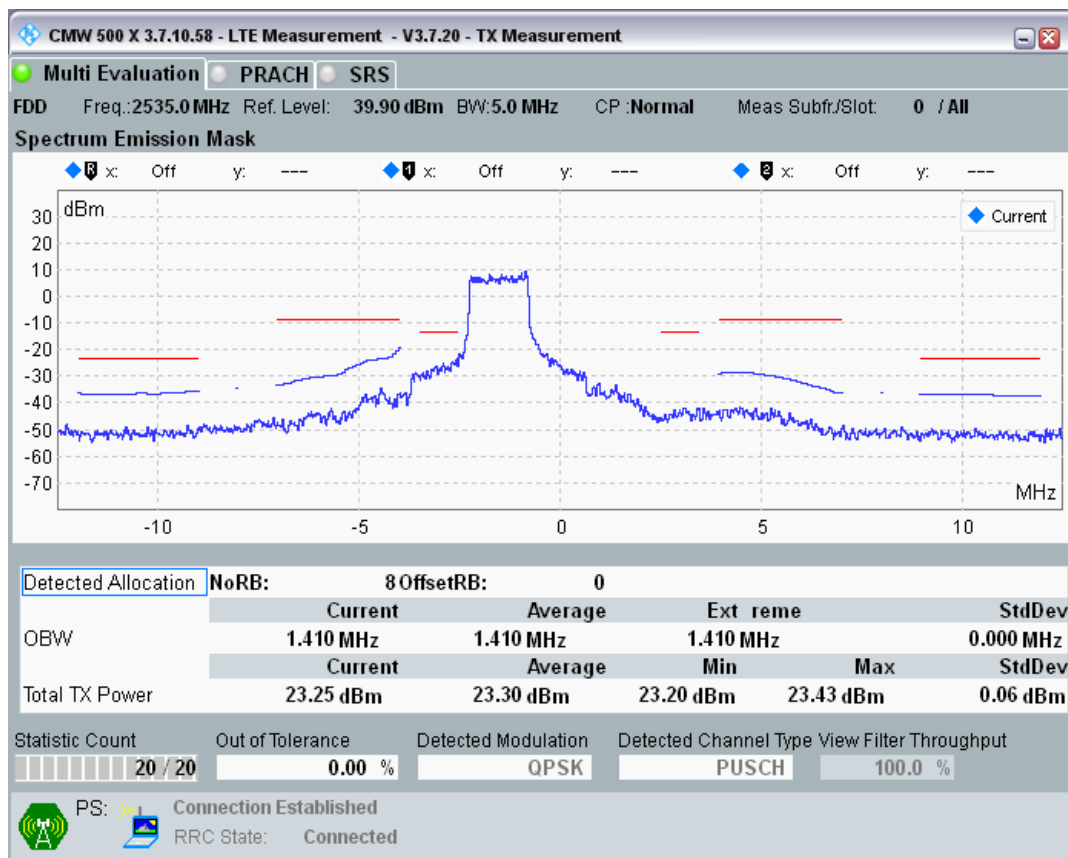 CMW 500 X 3.7.10.58 - LTE Measurement - V3.7.20 - TX Measurement
Multi Evaluation PRACH SRS
FDD Freq.:2535.0 MHz Ref. Level: 39.90 dBm BW:5.0 MHz CP :Normal Meas Subfr./Slot: 0 / All
Spectrum Emission Mask
R x: Off y: --- 1 x: Off y: --- 2 x: Off y: ---
dBm
Current
30
20
10
0
-10
-20
-30
-40
-50
-60
-70
MHz
-10 -5 0 5 10
Detected Allocation NoRB: 8 OffsetRB: 0
Current Average Ext reme StdDev
OBW 1.410 MHz 1.410 MHz 1.410 MHz 0.000 MHz
Current Average Min Max StdDev
Total TX Power 23.25 dBm 23.30 dBm 23.20 dBm 23.43 dBm 0.06 dBm
Statistic Count Out of Tolerance Detected Modulation Detected Channel Type View Filter Throughput
20 / 20 0.00 % QPSK PUSCH 100.0 %
PS: Connection Established
RRC State: Connected